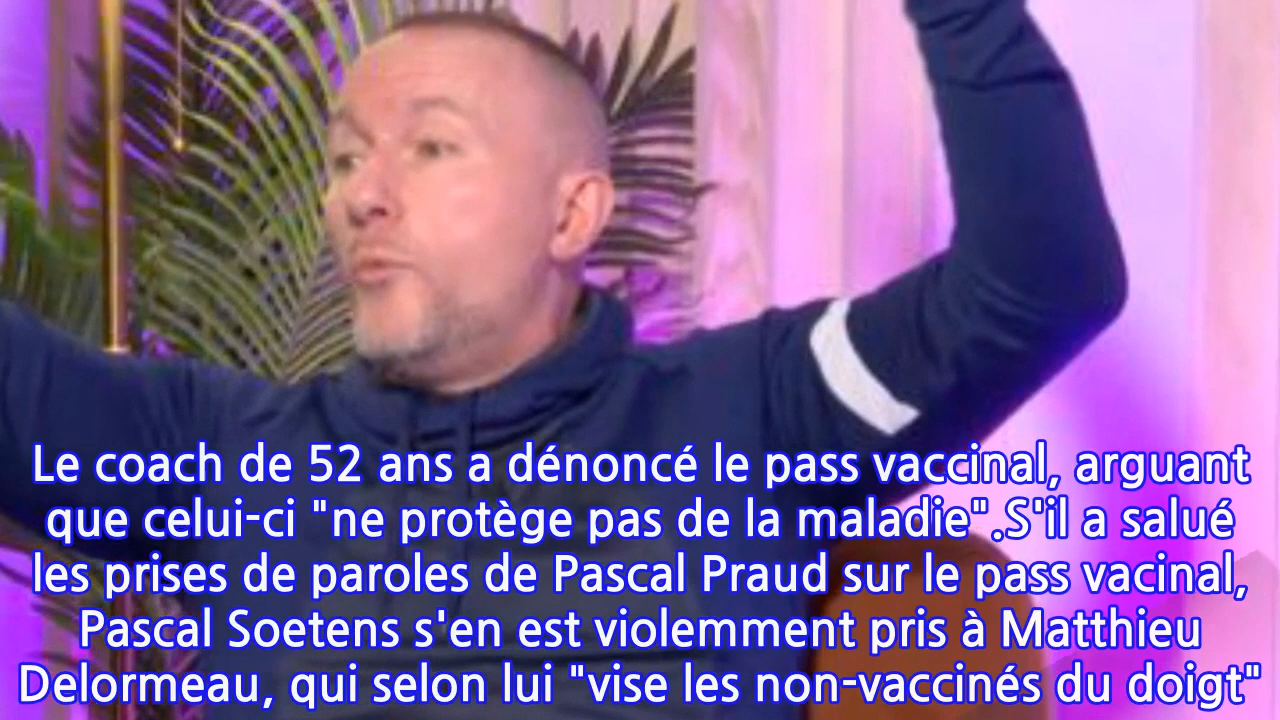 Le coach de 52 ans a dénoncé le pass vaccinal, arguant
que celui-ci "ne protège pas de la maladie".S'il a salué
les prises de paroles de Pascal Praud sur le pass vacinal,
Pascal Soetens s'en est violemment pris à Matthieu
Delormeau, qui selon lui "vise les non-vaccinés du doigt"